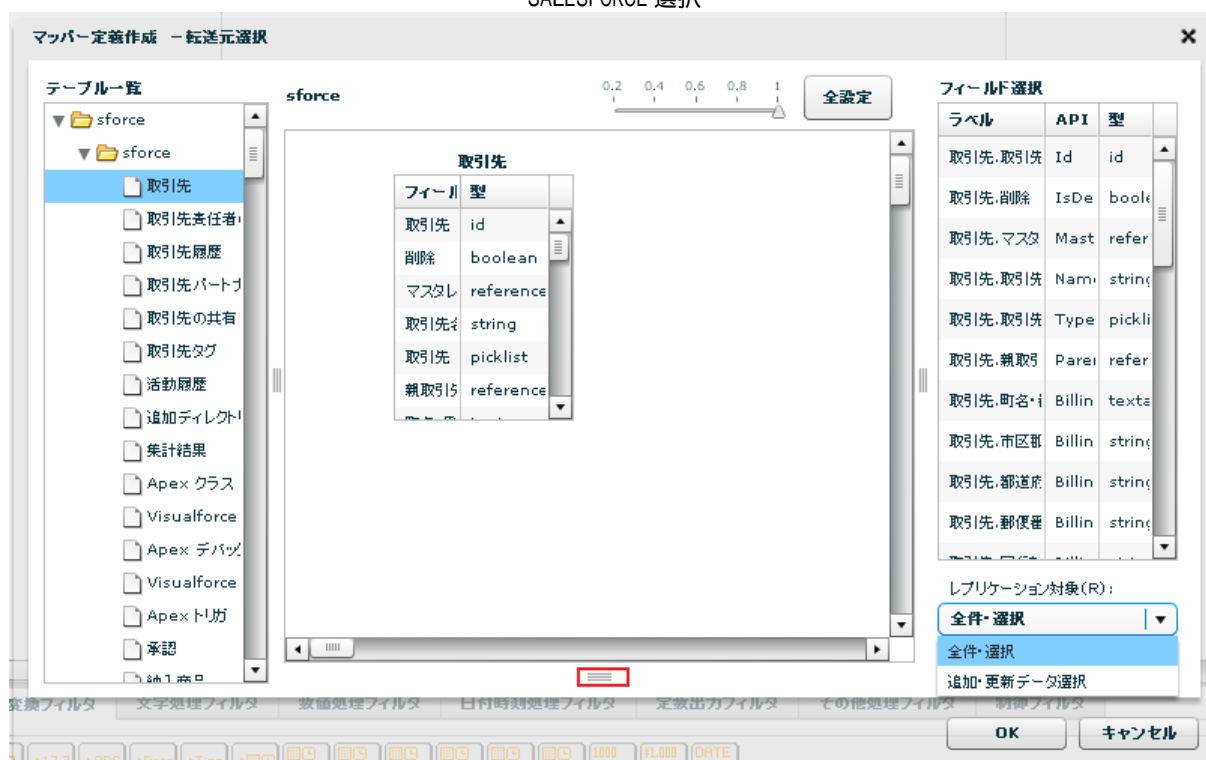 SALESFORCE 選択
マッパー定義作成 －転送元選択
テーブル一覧
sforce
sforce
取引先
取引先責任者
取引先履歴
取引先パートナ
取引先の共有
取引先タグ
活動履歴
追加ディレクトリ
集計結果
Apex クラス
Visualforce
Apex デバッグ
Visualforce
Apex トリガ
承認
納入商品
sforce
0.2 0.4 0.6 0.8 1
全設定
取引先
フィール 型
取引先 id
削除 boolean
マスタレ reference
取引先名 string
取引先 picklist
親取引先 reference
フィールド選択
ラベル API 型
取引先.取引先 Id id
取引先.削除 IsDe boole
取引先.マスタ Mast refer
取引先.取引先 Nam string
取引先.取引先 Type pickli
取引先.親取引 Parei refer
取引先.町名・ Billin texta
取引先.市区郡 Billin string
取引先.都道府 Billin string
取引先.郵便番 Billin string
レプリケーション対象(R):
全件・選択
全件・選択
追加・更新データ選択
変換フィルタ 文字処理フィルタ 数値処理フィルタ 日付時刻処理フィルタ 定数出力フィルタ その他処理フィルタ 制御フィルタ
OK キャンセル
1000 ¥1,000 DATE